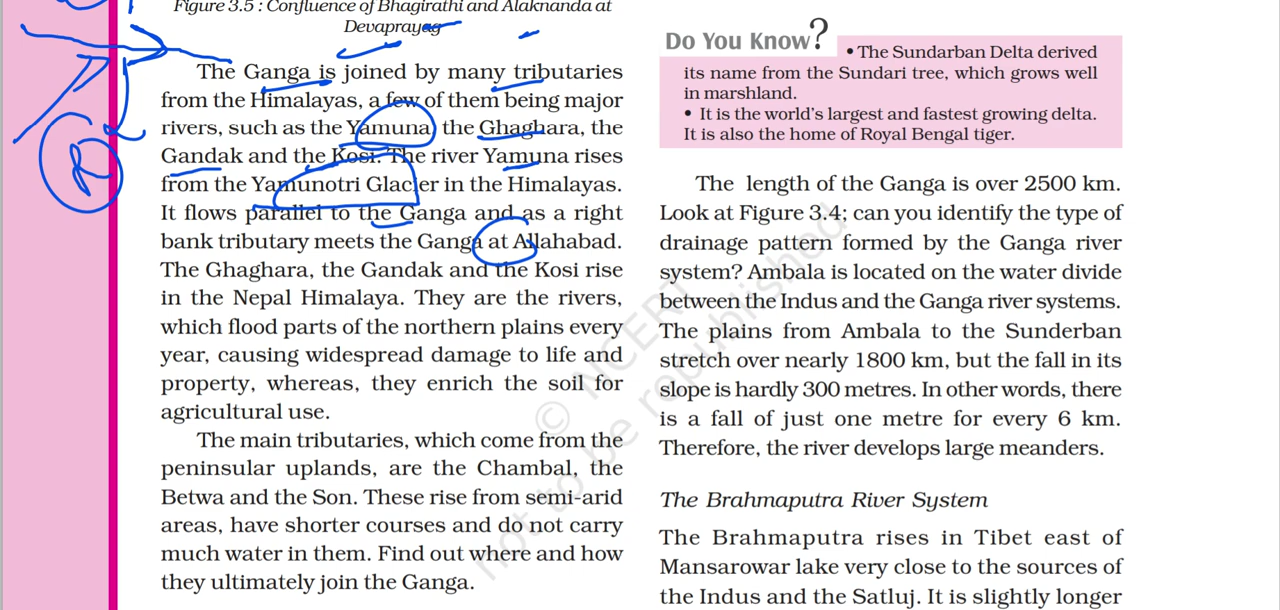 Figure 3.5 : Confluence of Bhagirathi and Alaknanda at
Devaprayag
The Ganga is joined by many tributaries
from the Himalayas, a few of them being major
rivers, such as the Yamuna, the Ghaghara, the
Gandak and the Kosi. The river Yamuna rises
from the Yamunotri Glacier in the Himalayas.
It flows parallel to the Ganga and as a right
bank tributary meets the Ganga at Allahabad.
The Ghaghara, the Gandak and the Kosi rise
in the Nepal Himalaya. They are the rivers,
which flood parts of the northern plains every
year, causing widespread damage to life and
property, whereas, they enrich the soil for
agricultural use.
The main tributaries, which come from the
peninsular uplands, are the Chambal, the
Betwa and the Son. These rise from semi-arid
areas, have shorter courses and do not carry
much water in them. Find out where and how
they ultimately join the Ganga.
Do You Know?
• The Sundarban Delta derived
its name from the Sundari tree, which grows well
in marshland.
• It is the world's largest and fastest growing delta.
It is also the home of Royal Bengal tiger.
The length of the Ganga is over 2500 km.
Look at Figure 3.4; can you identify the type of
drainage pattern formed by the Ganga river
system? Ambala is located on the water divide
between the Indus and the Ganga river systems.
The plains from Ambala to the Sunderban
stretch over nearly 1800 km, but the fall in its
slope is hardly 300 metres. In other words, there
is a fall of just one metre for every 6 km.
Therefore, the river develops large meanders.
The Brahmaputra River System
The Brahmaputra rises in Tibet east of
Mansarowar lake very close to the sources of
the Indus and the Satluj. It is slightly longer
© NCERT
not to be republished